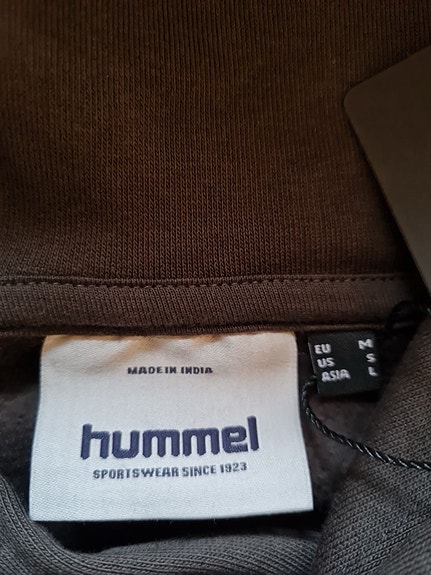 MADE IN INDIA
hummel
SPORTSWEAR SINCE 1923
EU M
US S
ASIA L